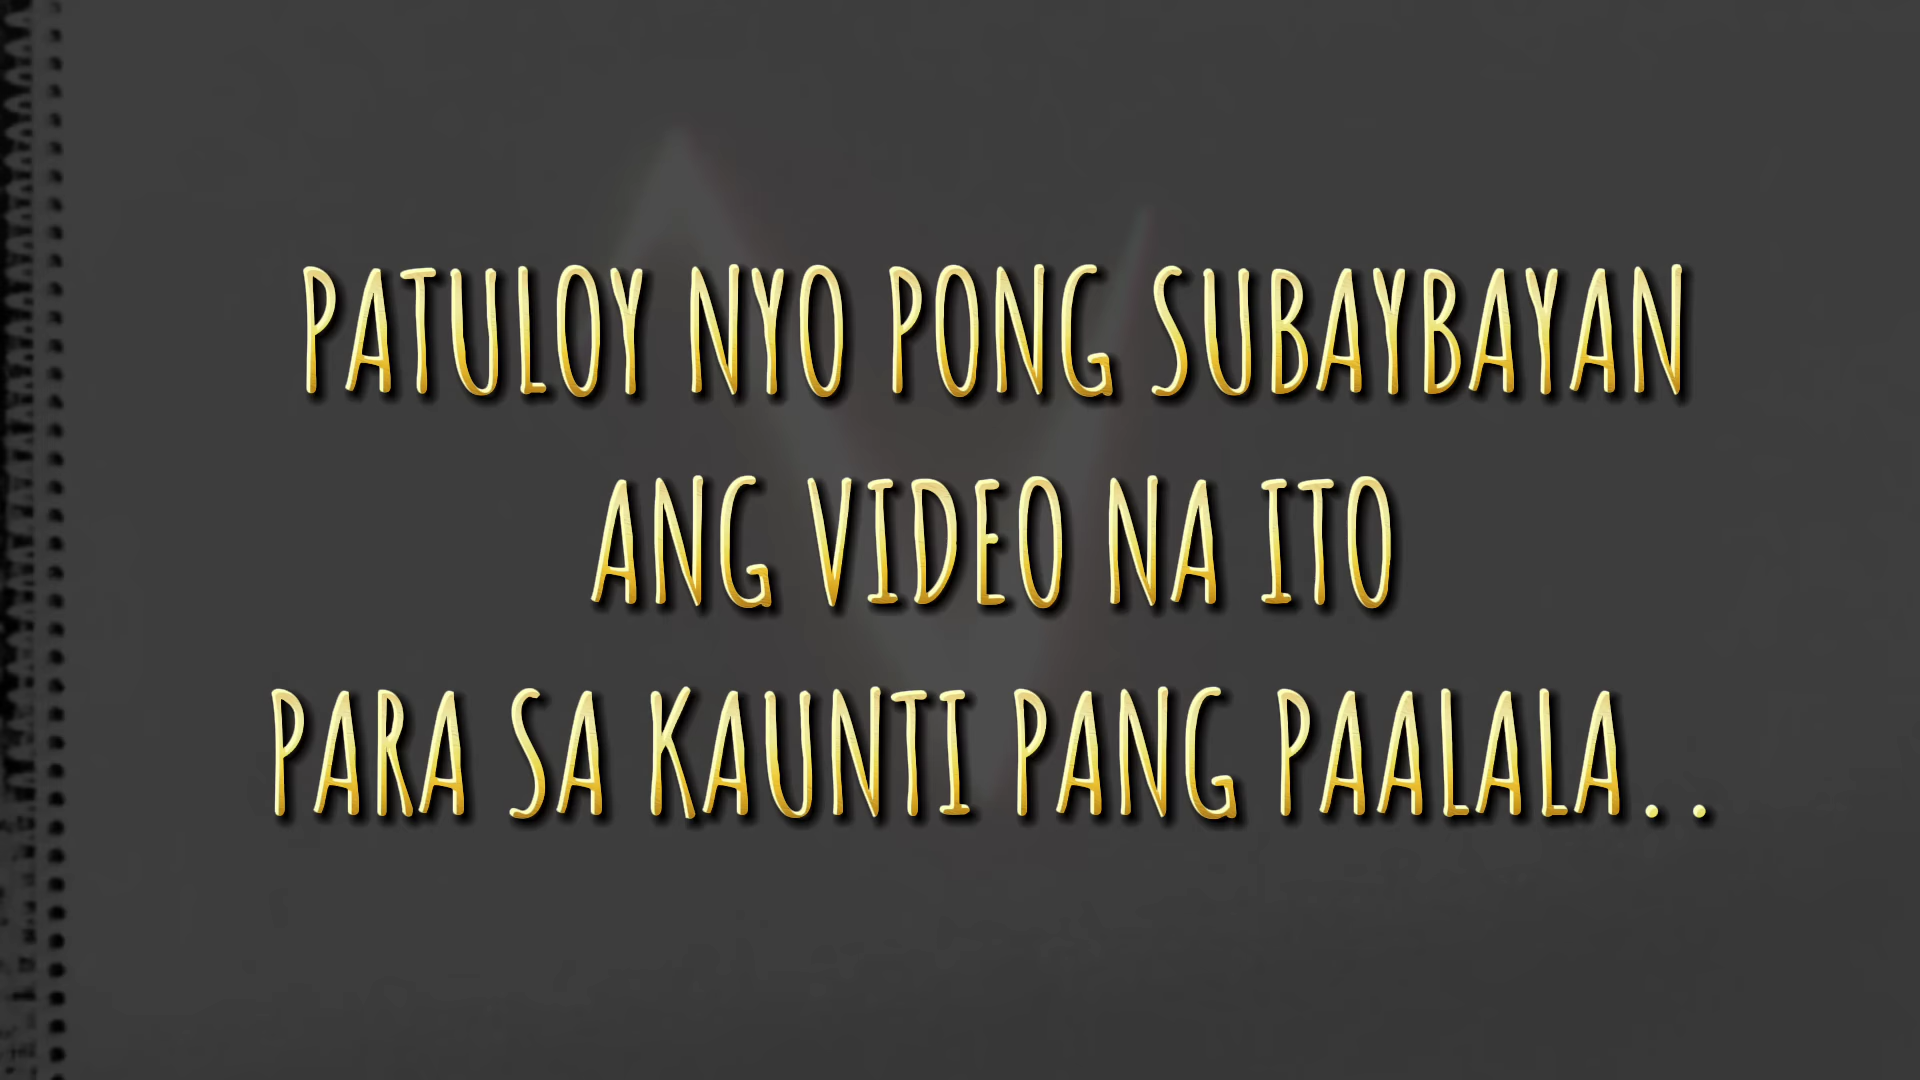 PATULOY NYO PONG SUBAYBAYAN
ANG VIDEO NA ITO
PARA SA KAUNTI PANG PAALALA..